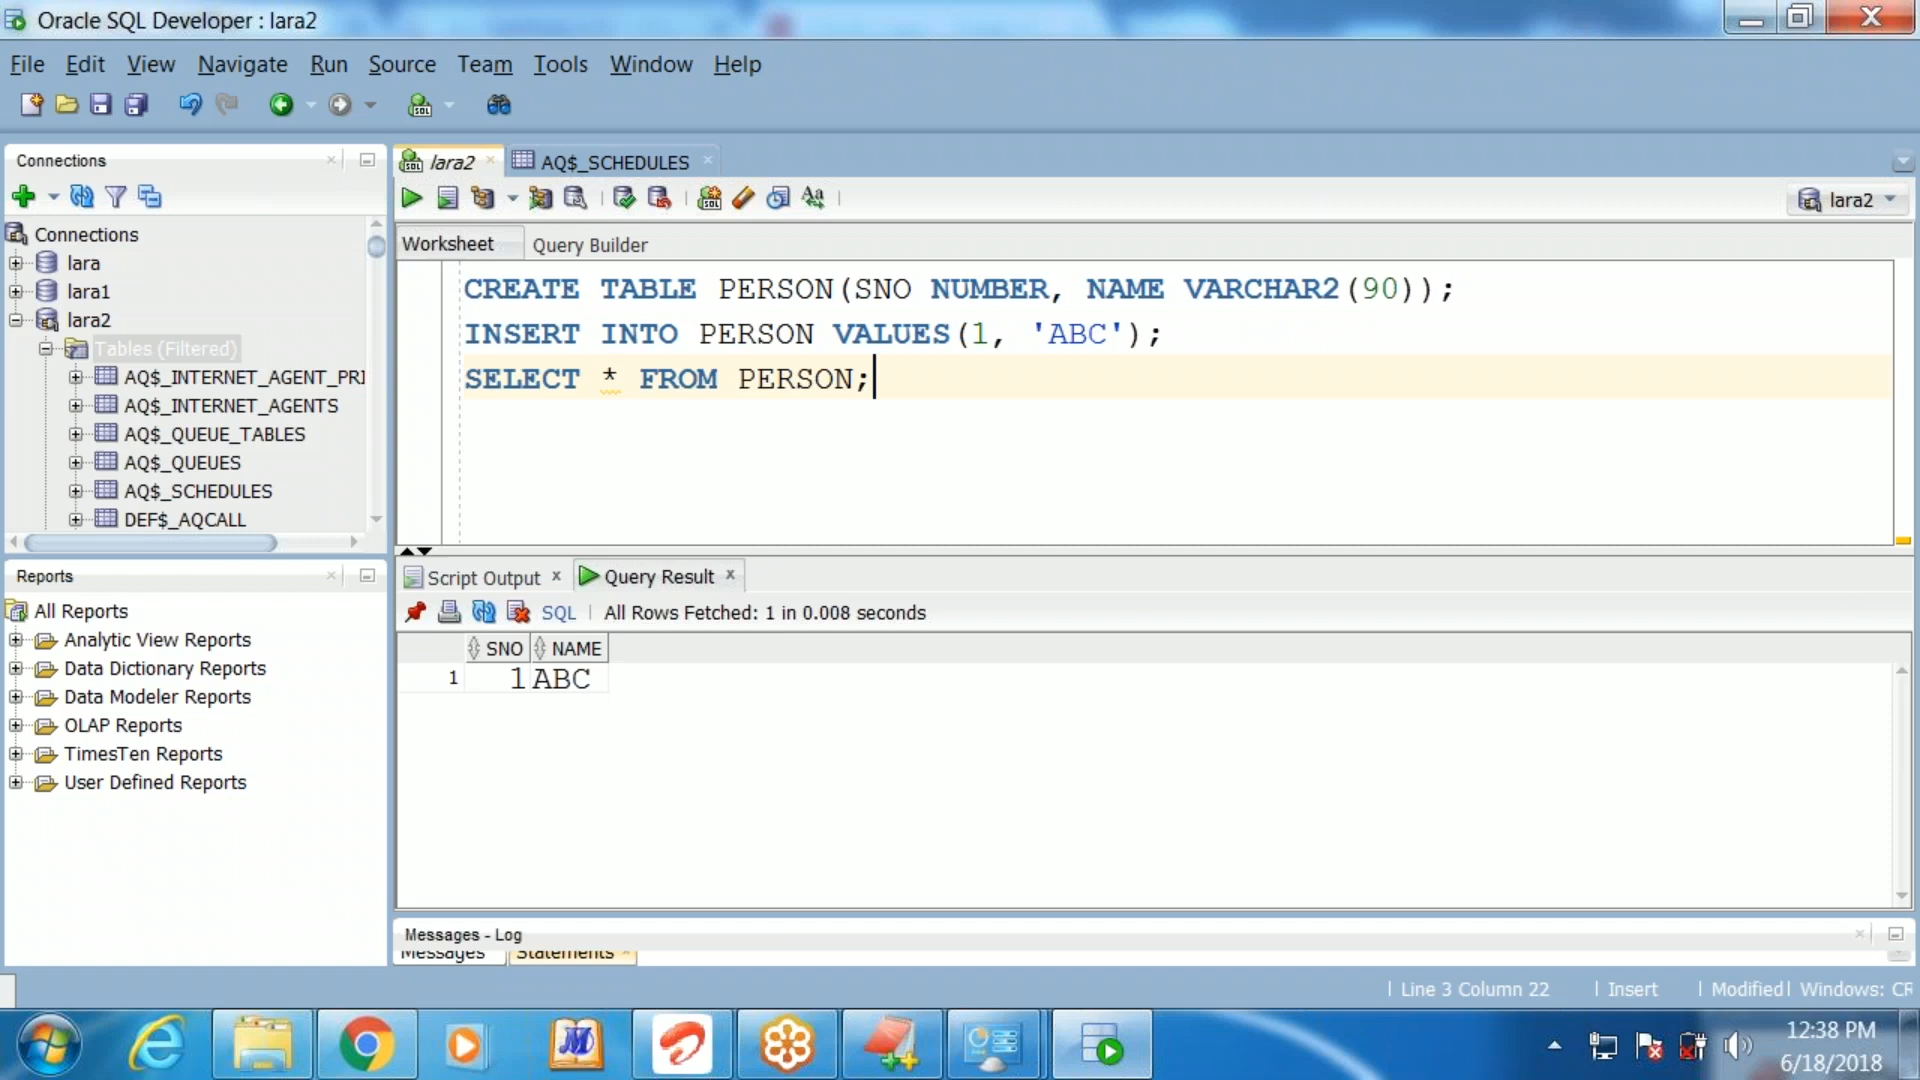 Oracle SQL Developer : lara2
File Edit View Navigate Run Source Team Tools Window Help
Connections
lara2
AQ$_SCHEDULES
lara2
Connections
lara
lara1
lara2
Tables (Filtered)
AQ$_INTERNET_AGENT_PRI
AQ$_INTERNET_AGENTS
AQ$_QUEUE_TABLES
AQ$_QUEUES
AQ$_SCHEDULES
DEF$_AQCALL
Worksheet Query Builder
CREATE TABLE PERSON(SNO NUMBER, NAME VARCHAR2(90));
INSERT INTO PERSON VALUES(1, 'ABC');
SELECT * FROM PERSON;
Reports
All Reports
Analytic View Reports
Data Dictionary Reports
Data Modeler Reports
OLAP Reports
TimesTen Reports
User Defined Reports
Script Output Query Result
SQL All Rows Fetched: 1 in 0.008 seconds
SNO NAME
1 1 ABC
Messages - Log
Messages Statements
Line 3 Column 22 Insert Modified Windows: CR
12:38 PM
6/18/2018